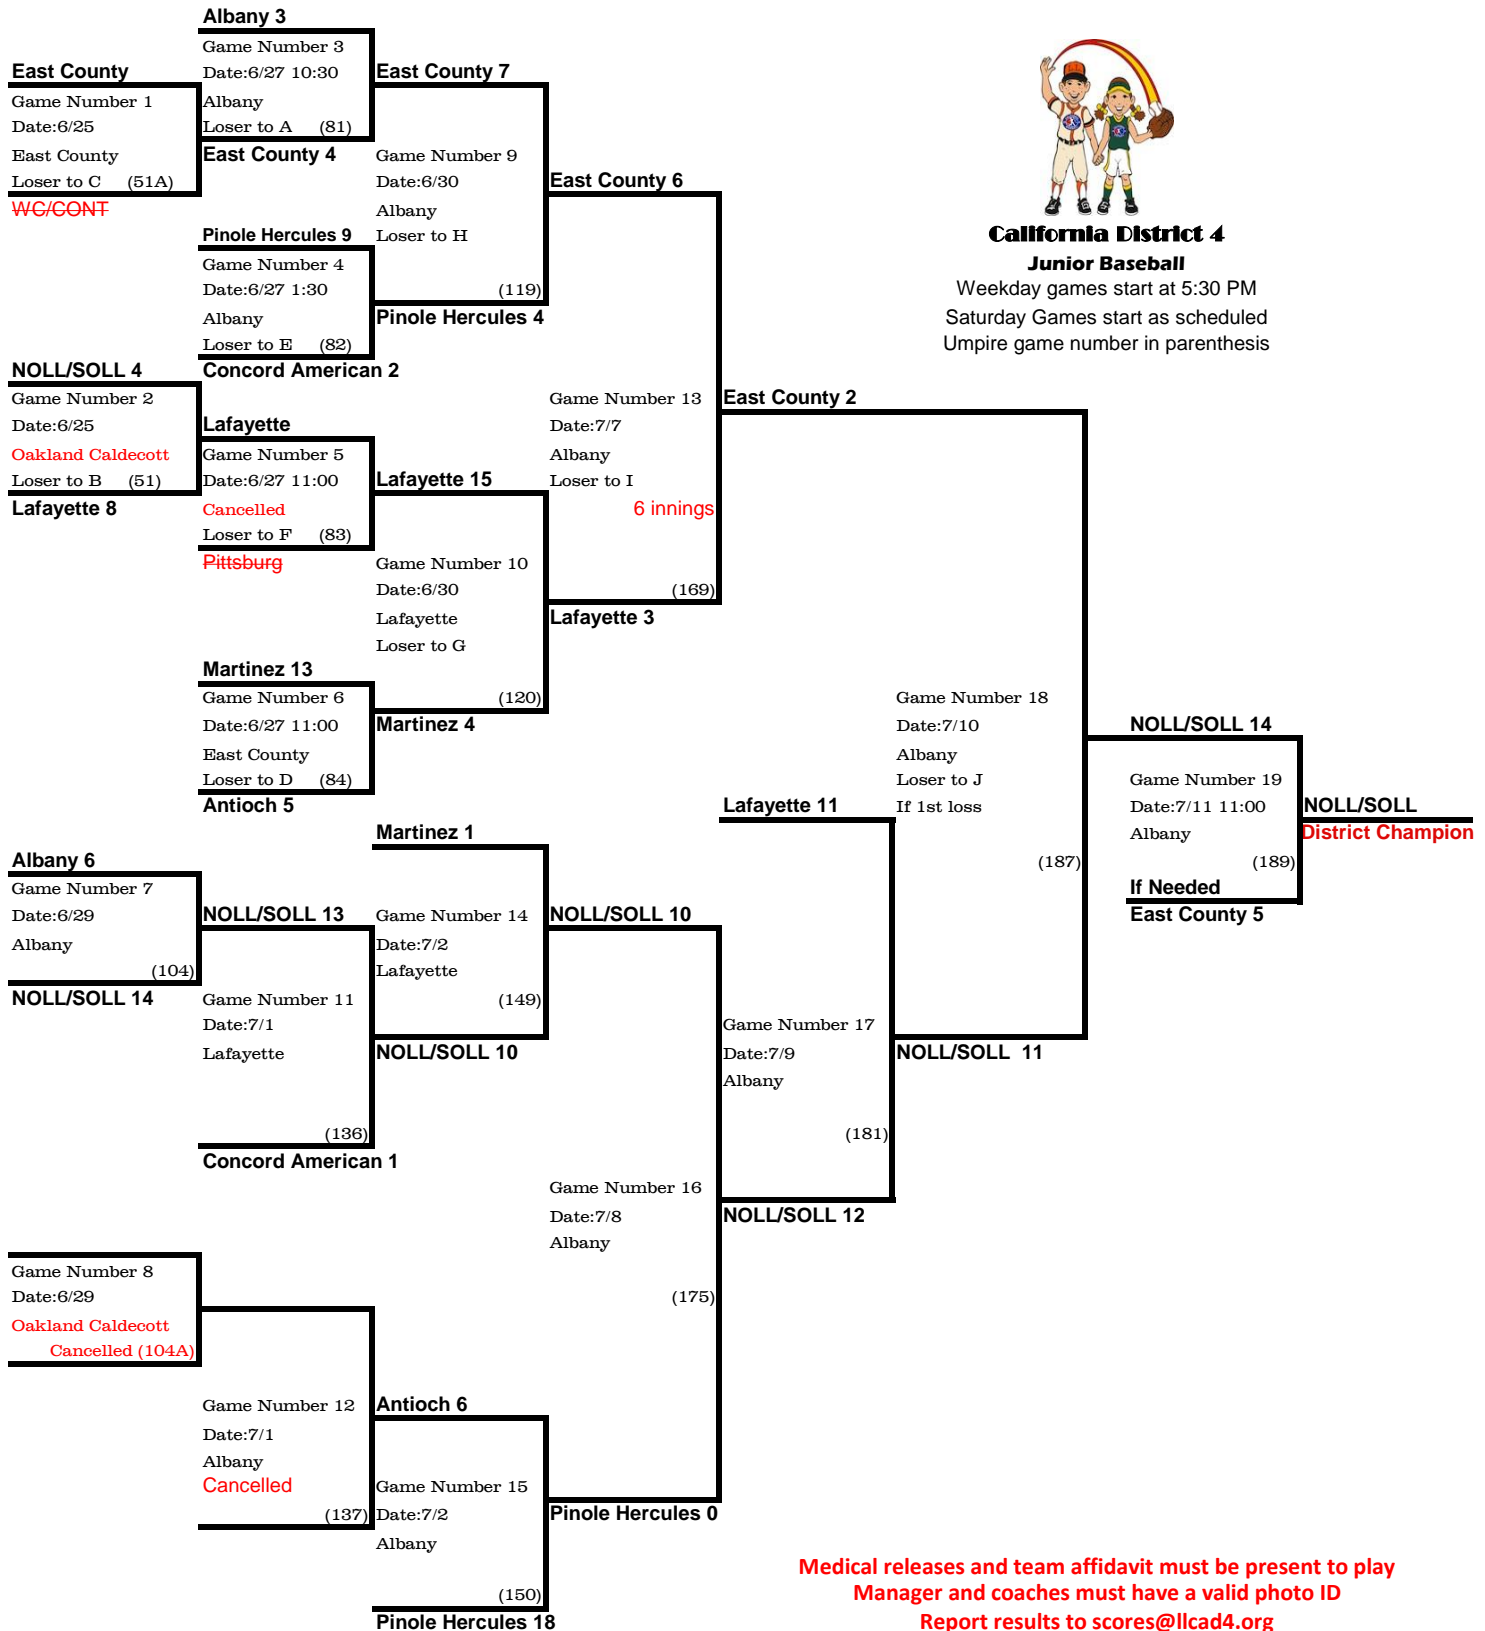 Albany 3
Game Number 3
Date:6/27 10:30
Albany
Loser to A (81)
East County
Game Number 1
Date:6/25
East County
Loser to C (51A)
WC/CONT
East County 4
East County 7
Game Number 9
Date:6/30
Albany
Loser to H
(119)
Pinole Hercules 9
Game Number 4
Date:6/27 1:30
Albany
Loser to E (82)
Concord American 2
Pinole Hercules 4
East County 6
NOLL/SOLL 4
Game Number 2
Date:6/25
Oakland Caldecott
Loser to B (51)
Lafayette 8
Lafayette
Game Number 5
Date:6/27 11:00
Cancelled
Loser to F (83)
Pittsburg
Lafayette 15
Game Number 10
Date:6/30
Lafayette
Loser to G
(120)
Martinez 13
Game Number 6
Date:6/27 11:00
East County
Loser to D (84)
Antioch 5
Martinez 4
Game Number 13
Date:7/7
Albany
Loser to I
6 innings
(169)
Lafayette 3
East County 2
California District 4
Junior Baseball
Weekday games start at 5:30 PM
Saturday Games start as scheduled
Umpire game number in parenthesis
Game Number 18
Date:7/10
Albany
Loser to J
If 1st loss
(187)
NOLL/SOLL 14
Game Number 19
Date:7/11 11:00
Albany
(189)
If Needed
East County 5
NOLL/SOLL
District Champion
Albany 6
Game Number 7
Date:6/29
Albany
(104)
NOLL/SOLL 14
NOLL/SOLL 13
Game Number 11
Date:7/1
Lafayette
(136)
Concord American 1
Martinez 1
Game Number 14
Date:7/2
Lafayette
(149)
NOLL/SOLL 10
NOLL/SOLL 10
Game Number 16
Date:7/8
Albany
(175)
Lafayette 11
Game Number 17
Date:7/9
Albany
(181)
NOLL/SOLL 12
NOLL/SOLL 11
Game Number 8
Date:6/29
Oakland Caldecott
Cancelled (104A)
Game Number 12
Date:7/1
Albany
Cancelled
(137)
Antioch 6
Game Number 15
Date:7/2
Albany
(150)
Pinole Hercules 18
Pinole Hercules 0
Medical releases and team affidavit must be present to play
Manager and coaches must have a valid photo ID
Report results to scores@llcad4.org